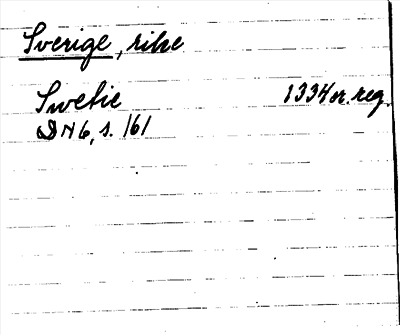 Sverige, rike
Swetie 1334 or. reg.
DN 6, s. 161